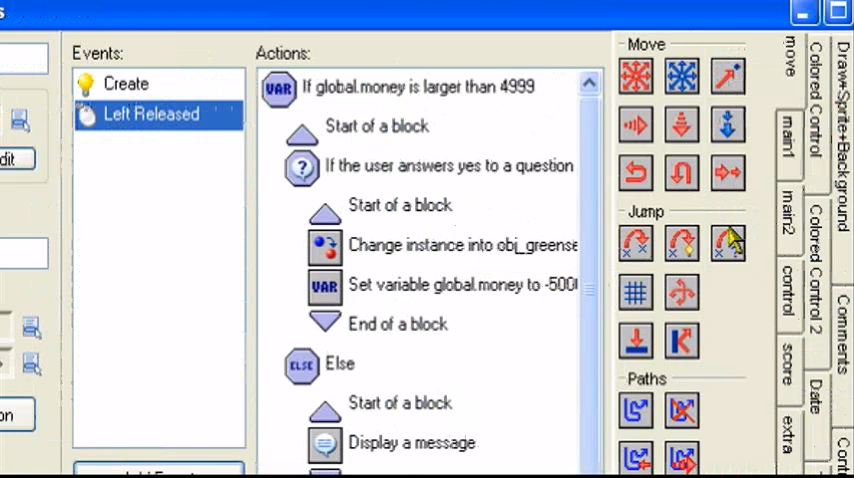 s
Events:
Create
Left Released
dit
on
Actions:
VAR If global.money is larger than 4999
Start of a block
If the user answers yes to a question
Start of a block
Change instance into obj_greense
VAR Set variable global.money to -500
End of a block
ELSE Else
Start of a block
Display a message
Move
Jump
Paths
move
main1
main2
control
score
extra
Colored Control
Colored Control 2
Date
Draw+Sprite+Background
Comments